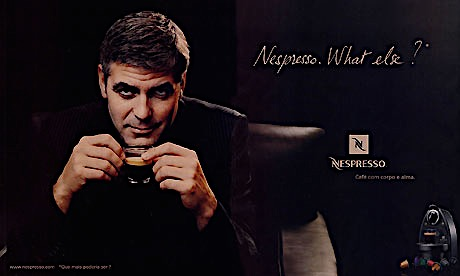 Nespresso. What else ?*
NESPRESSO
Café com corpo e alma.
www.nespresso.com *Que mais poderia ser?